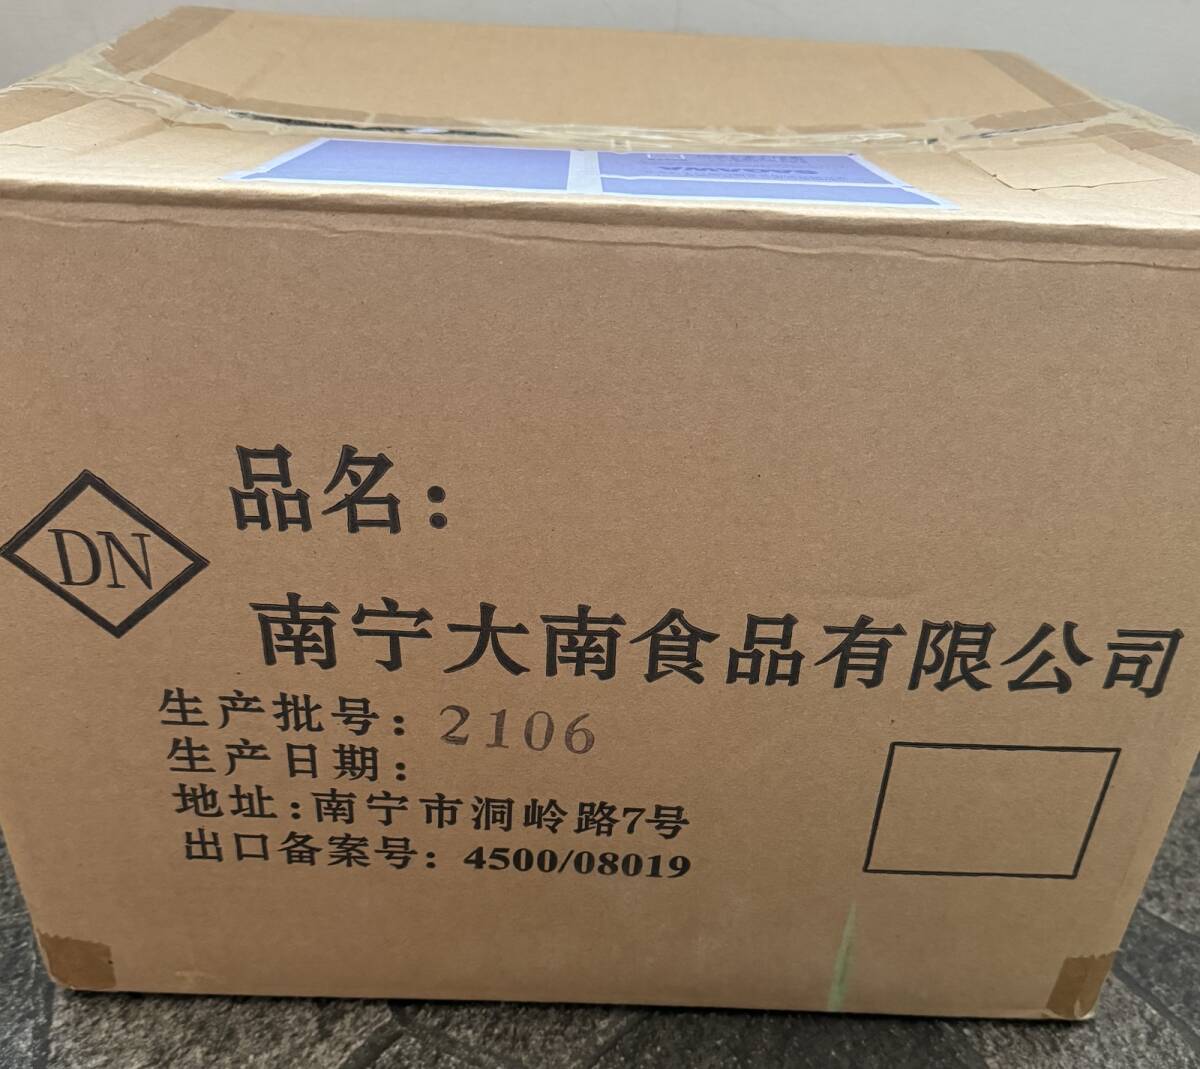 SAGAWA
品名：
DN
南宁大南食品有限公司
生产批号：2106
生产日期：
地址：南宁市洞岭路7号
出口备案号：4500/08019